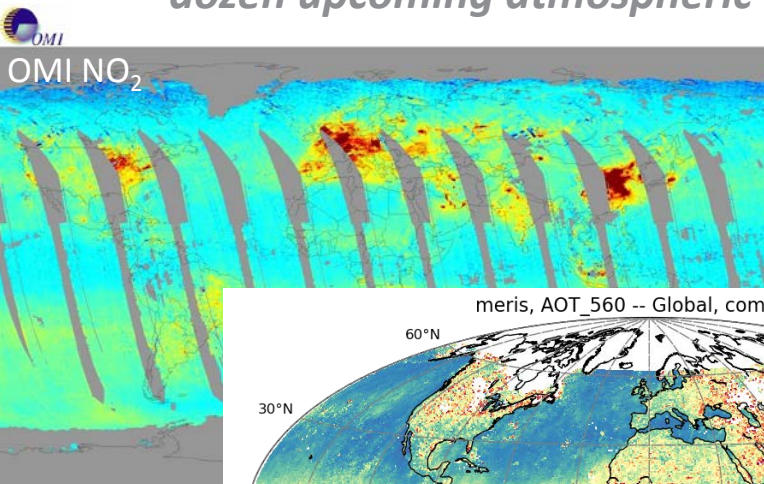 dozen upcoming atmospheric
OMI
OMI NO₂
meris, AOT_560 -- Global, com
60°N
30°N